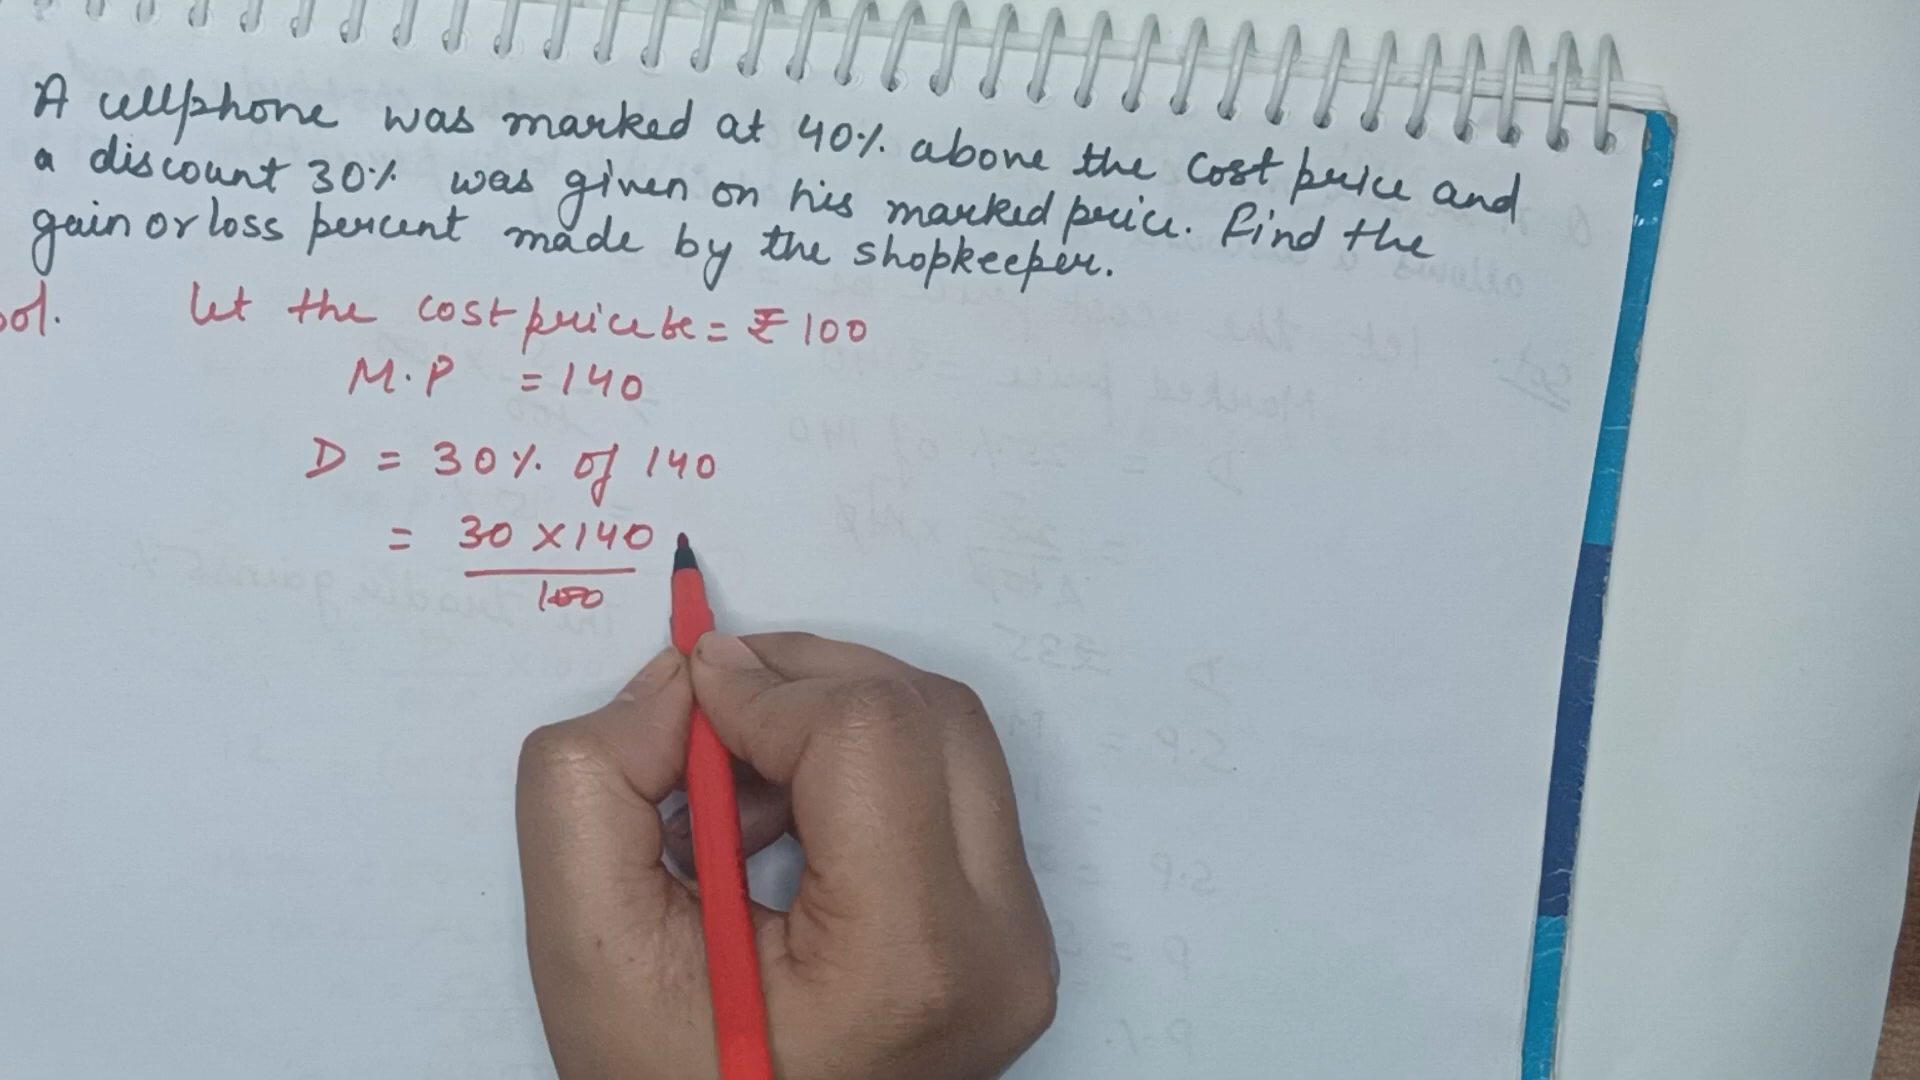 A cellphone was marked at 40% above the cost price and
a discount 30% was given on his marked price. find the
gain or loss percent made by the shopkeeper.
sol. let the cost price be = ₹ 100
M.P = 140
D = 30% of 140
= 30 × 140
100